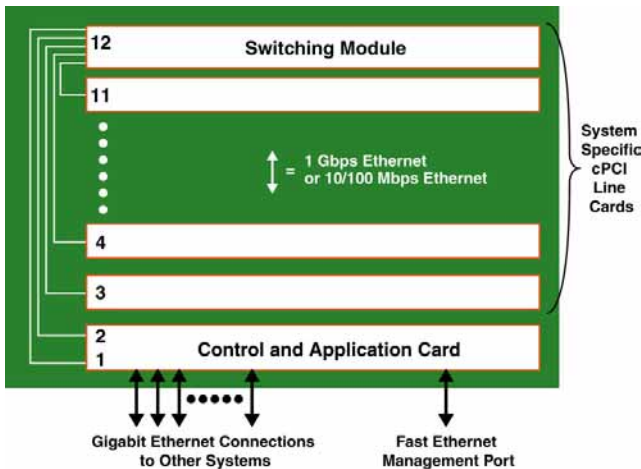 12
Switching Module
11
= 1 Gbps Ethernet
or 10/100 Mbps Ethernet
System
Specific
cPCI
Line
Cards
4
3
2
1
Control and Application Card
Gigabit Ethernet Connections
to Other Systems
Fast Ethernet
Management Port